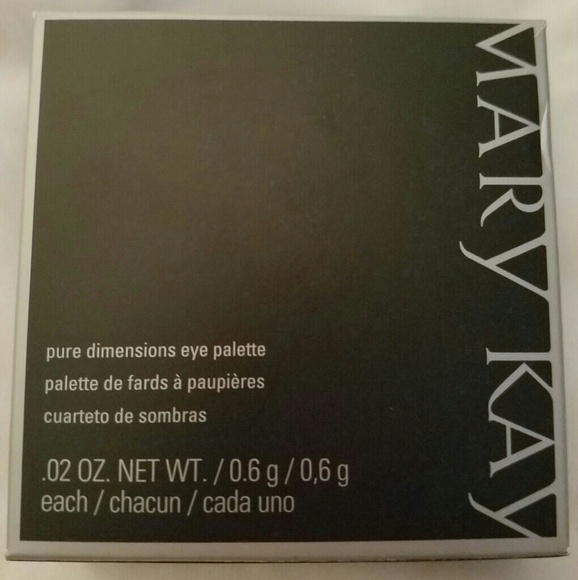 MARY KAY
pure dimensions eye palette
palette de fards à paupières
cuarteto de sombras
.02 OZ. NET WT. / 0.6 g / 0,6 g
each / chacun / cada uno